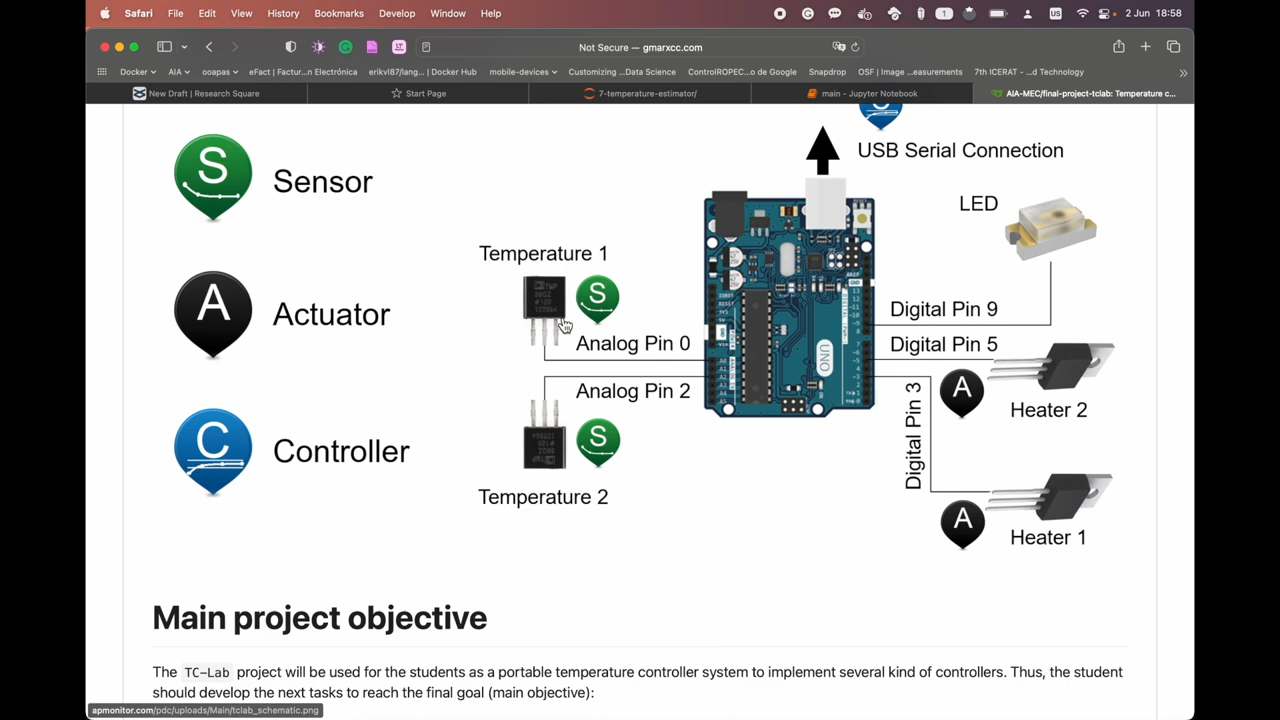 Safari File Edit View History Bookmarks Develop Window Help 1 US 2 Jun 18:58
Not Secure — gmarxcc.com
Docker AIA ooapas eFact | Factur...n Electrónica erikvl87/lang... | Docker Hub mobile-devices Customizing ...Data Science ControlROPEC...o de Google Snapdrop OSF | Image ...easurements 7th ICERAT - ...d Technology
New Draft | Research Square Start Page 7-temperature-estimator/ main - Jupyter Notebook AIA-MEC/final-project-tclab: Temperature c...
C
USB Serial Connection
S Sensor
LED
Temperature 1
S
A Actuator
Digital Pin 9
Analog Pin 0
Digital Pin 5
UNO
Analog Pin 2
A
Heater 2
Digital Pin 3
C Controller
S
Temperature 2
A
Heater 1
Main project objective
The TC-Lab project will be used for the students as a portable temperature controller system to implement several kind of controllers. Thus, the student
should develop the next tasks to reach the final goal (main objective):
apmonitor.com/pdc/uploads/Main/tclab_schematic.png